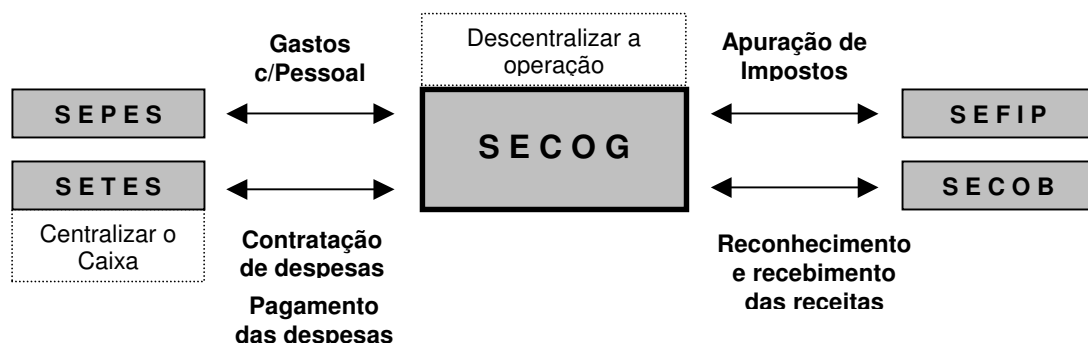 Gastos
c/Pessoal
Descentralizar a
operação
Apuração de
Impostos
S E P E S
S E C O G
S E F I P
S E T E S
S E C O B
Centralizar o
Caixa
Contratação
de despesas
Pagamento
das despesas
Reconhecimento
e recebimento
das receitas